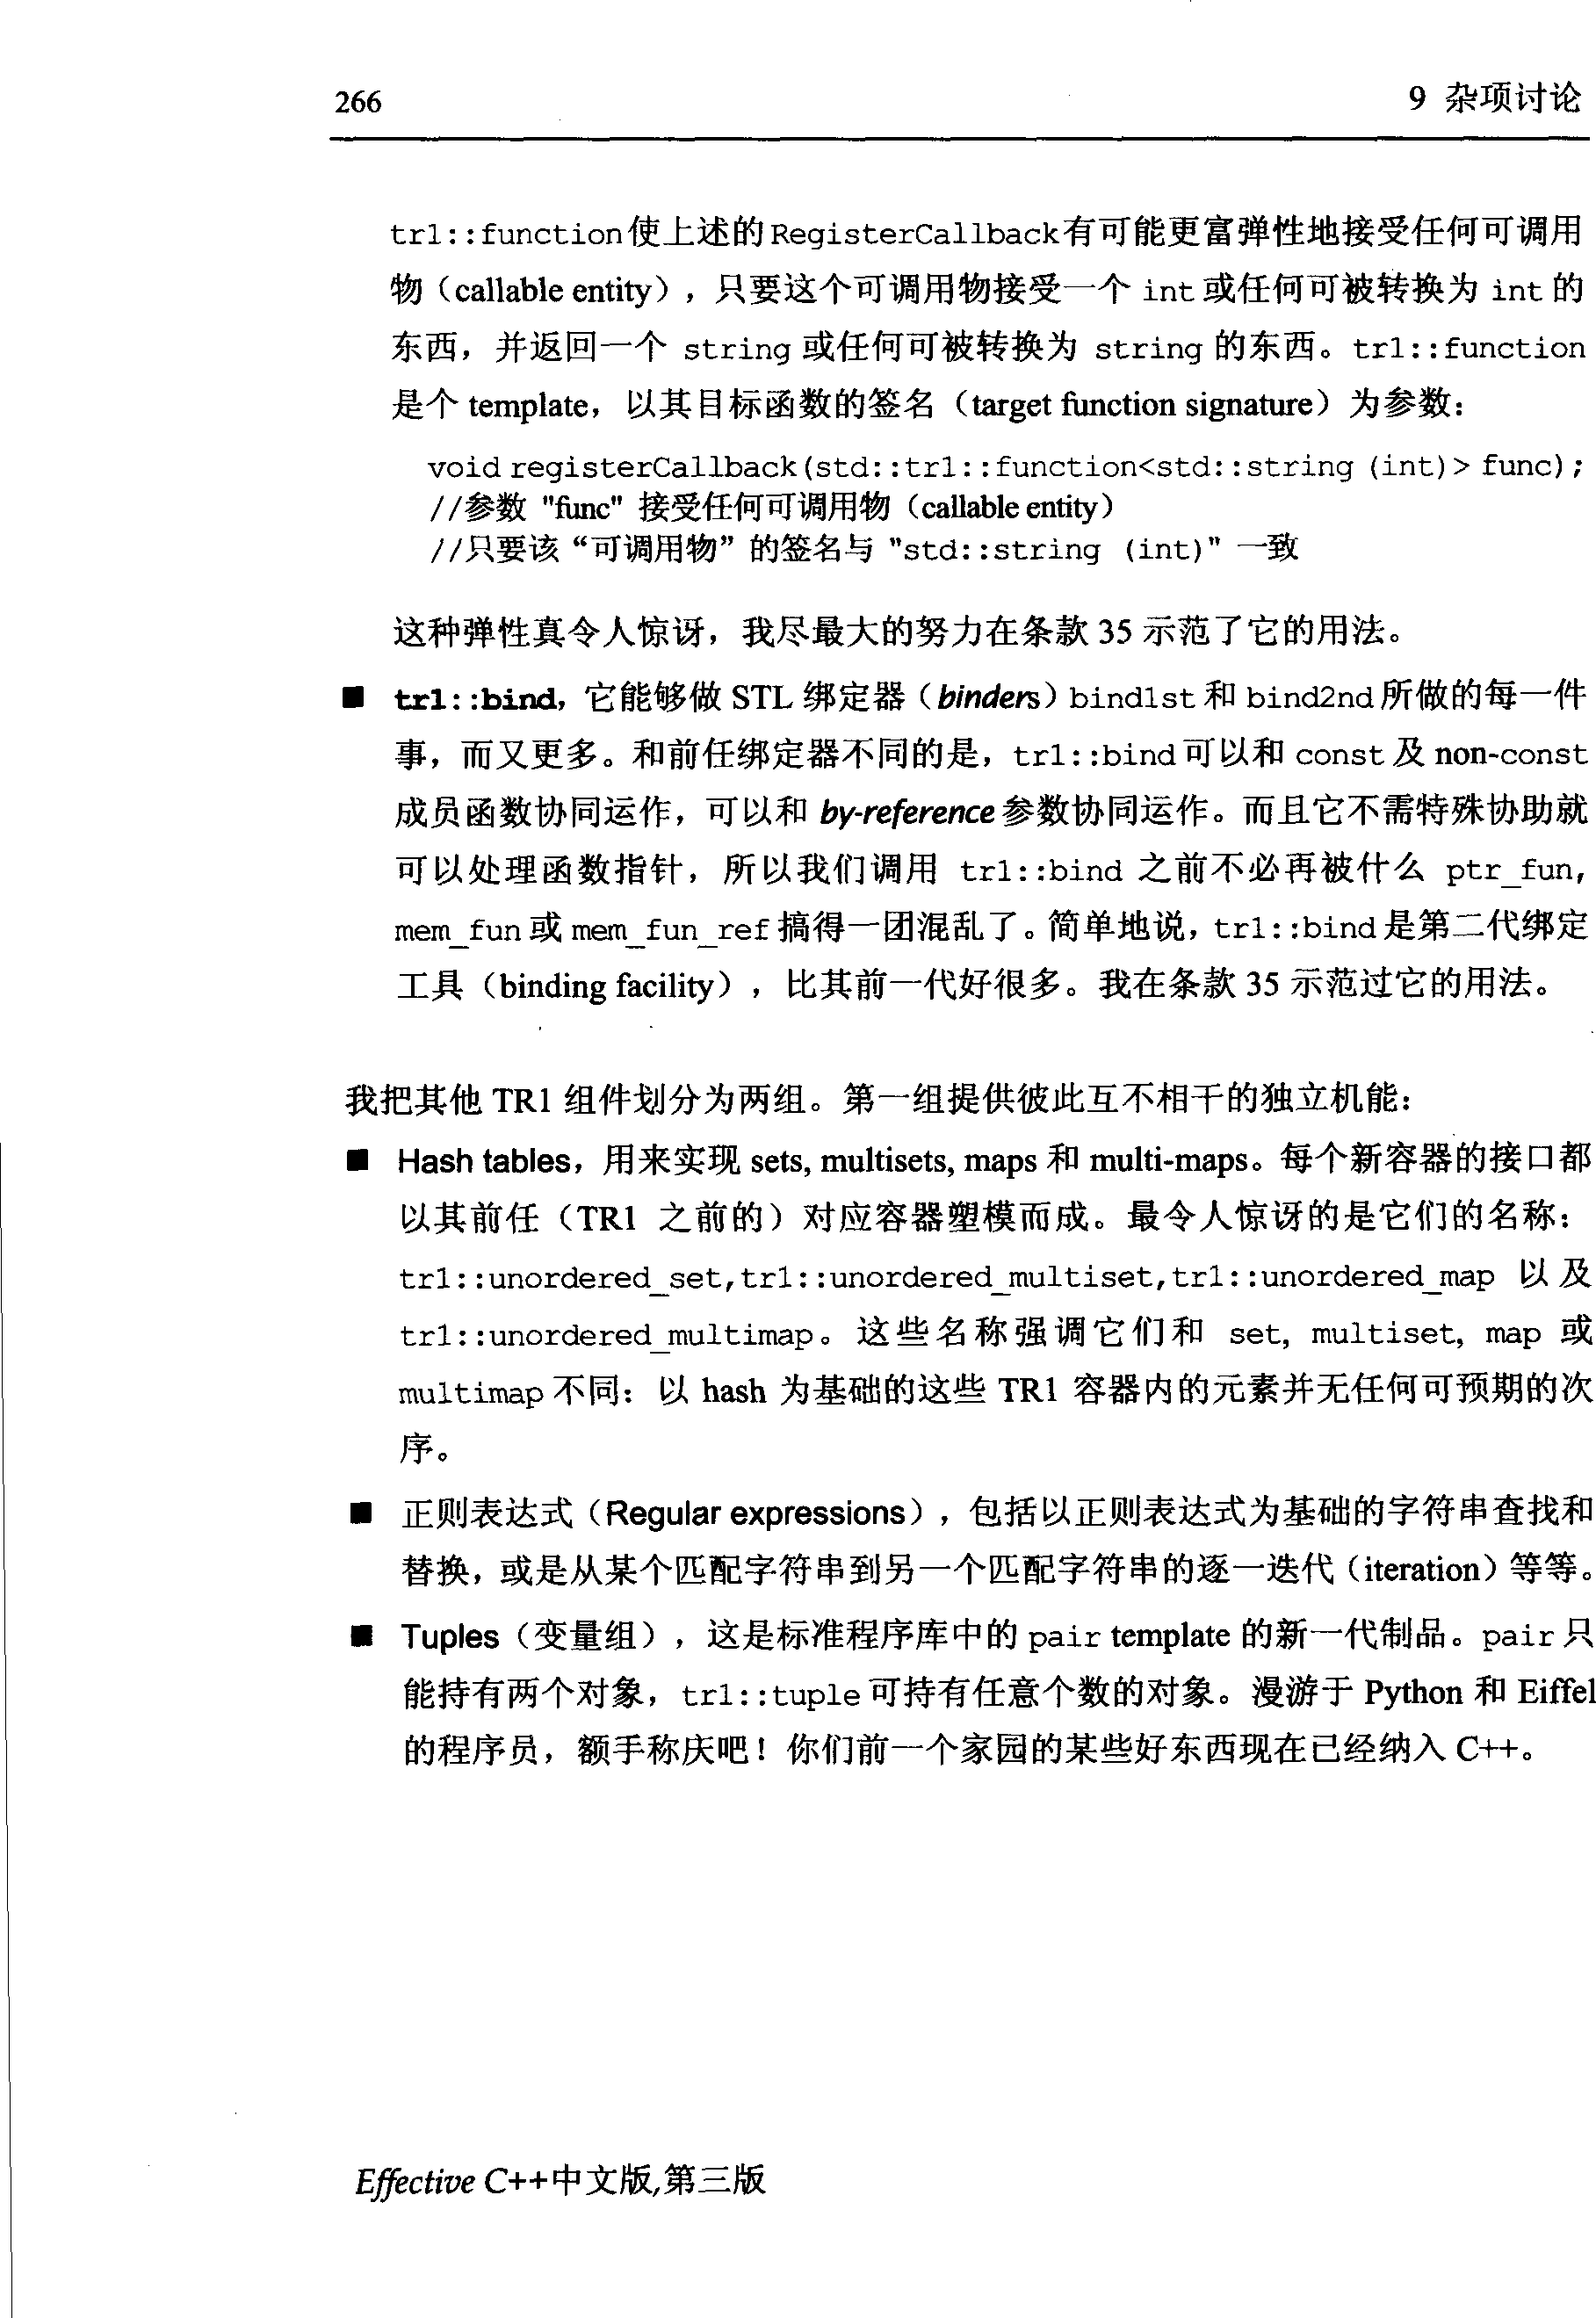 266
9 杂项讨论
tr1::function使上述的RegisterCallback有可能更富弹性地接受任何可调用
物（callable entity），只要这个可调用物接受一个 int 或任何可被转换为 int 的
东西，并返回一个 string 或任何可被转换为 string 的东西。tr1::function
是个 template，以其目标函数的签名（target function signature）为参数：
void registerCallback(std::tr1::function<std::string (int)> func);
//参数 "func" 接受任何可调用物（callable entity）
//只要该“可调用物”的签名与 "std::string (int)" 一致
这种弹性真令人惊讶，我尽最大的努力在条款 35 示范了它的用法。
■ tr1::bind，它能够做 STL 绑定器（binders）bind1st 和 bind2nd 所做的每一件
事，而又更多。和前任绑定器不同的是，tr1::bind 可以和 const 及 non-const
成员函数协同运作，可以和 by-reference 参数协同运作。而且它不需特殊协助就
可以处理函数指针，所以我们调用 tr1::bind 之前不必再被什么 ptr_fun,
mem_fun 或 mem_fun_ref 搞得一团混乱了。简单地说，tr1::bind 是第二代绑定
工具（binding facility），比其前一代好很多。我在条款 35 示范过它的用法。
我把其他 TR1 组件划分为两组。第一组提供彼此互不相干的独立机能：
■ Hash tables，用来实现 sets, multisets, maps 和 multi-maps。每个新容器的接口都
以其前任（TR1 之前的）对应容器塑模而成。最令人惊讶的是它们的名称：
tr1::unordered_set,tr1::unordered_multiset,tr1::unordered_map 以及
tr1::unordered_multimap。这些名称强调它们和 set, multiset, map 或
multimap 不同：以 hash 为基础的这些 TR1 容器内的元素并无任何可预期的次
序。
■ 正则表达式（Regular expressions），包括以正则表达式为基础的字符串查找和
替换，或是从某个匹配字符串到另一个匹配字符串的逐一迭代（iteration）等等。
■ Tuples（变量组），这是标准程序库中的 pair template 的新一代制品。pair 只
能持有两个对象，tr1::tuple 可持有任意个数的对象。漫游于 Python 和 Eiffel
的程序员，额手称庆吧！你们前一个家园的某些好东西现在已经纳入 C++。
Effective C++中文版,第三版